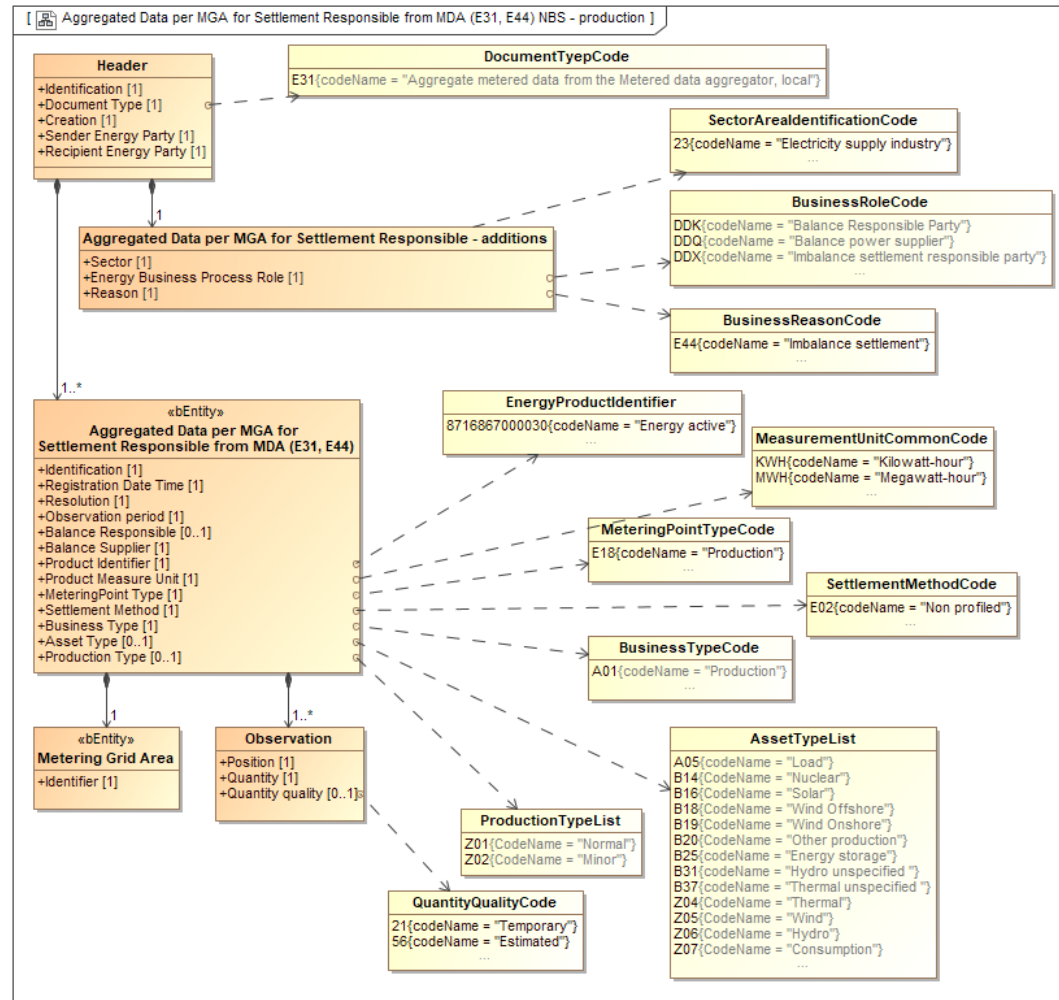 [ Aggregated Data per MGA for Settlement Responsible from MDA (E31, E44) NBS - production ]
Header
+Identification [1]
+Document Type [1]
+Creation [1]
+Sender Energy Party [1]
+Recipient Energy Party [1]
DocumentTyepCode
E31{codeName = "Aggregate metered data from the Metered data aggregator, local"}
SectorAreaIdentificationCode
23{codeName = "Electricity supply industry"}
...
1
Aggregated Data per MGA for Settlement Responsible - additions
+Sector [1]
+Energy Business Process Role [1]
+Reason [1]
BusinessRoleCode
DDK{codeName = "Balance Responsible Party"}
DDQ{codeName = "Balance power supplier"}
DDX{codeName = "Imbalance settlement responsible party"}
...
BusinessReasonCode
E44{codeName = "Imbalance settlement"}
...
1..*
«bEntity»
Aggregated Data per MGA for
Settlement Responsible from MDA (E31, E44)
+Identification [1]
+Registration Date Time [1]
+Resolution [1]
+Observation period [1]
+Balance Responsible [0..1]
+Balance Supplier [1]
+Product Identifier [1]
+Product Measure Unit [1]
+MeteringPoint Type [1]
+Settlement Method [1]
+Business Type [1]
+Asset Type [0..1]
+Production Type [0..1]
EnergyProductIdentifier
8716867000030{codeName = "Energy active"}
...
MeasurementUnitCommonCode
KWH{codeName = "Kilowatt-hour"}
MWH{codeName = "Megawatt-hour"}
...
MeteringPointTypeCode
E18{codeName = "Production"}
...
SettlementMethodCode
E02{codeName = "Non profiled"}
...
BusinessTypeCode
A01{codeName = "Production"}
...
1
«bEntity»
Metering Grid Area
+Identifier [1]
1..*
Observation
+Position [1]
+Quantity [1]
+Quantity quality [0..1]
AssetTypeList
A05{codeName = "Load"}
B14{CodeName = "Nuclear"}
B16{CodeName = "Solar"}
B18{CodeName = "Wind Offshore"}
B19{CodeName = "Wind Onshore"}
B20{CodeName = "Other production"}
B25{CodeName = "Energy storage"}
B31{CodeName = "Hydro unspecified "}
B37{CodeName = "Thermal unspecified "}
Z04{CodeName = "Thermal"}
Z05{CodeName = "Wind"}
Z06{CodeName = "Hydro"}
Z07{CodeName = "Consumption"}
...
ProductionTypeList
Z01{CodeName = "Normal"}
Z02{CodeName = "Minor"}
QuantityQualityCode
21{codeName = "Temporary"}
56{codeName = "Estimated"}
...